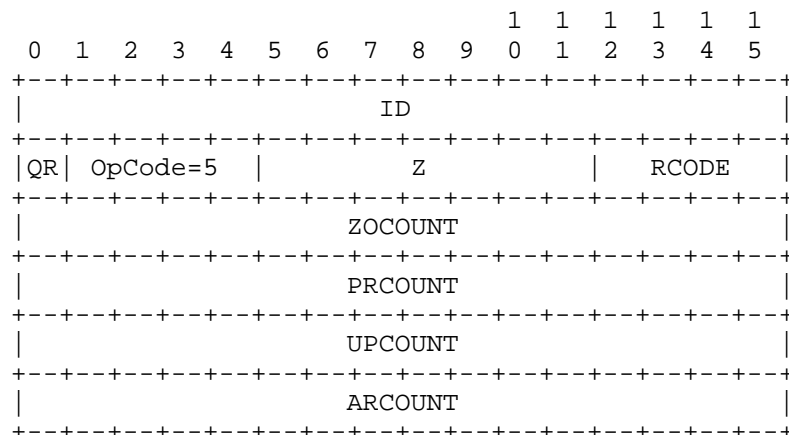 1  1  1  1  1  1
  0  1  2  3  4  5  6  7  8  9  0  1  2  3  4  5
+--+--+--+--+--+--+--+--+--+--+--+--+--+--+--+--+
|                      ID                       |
+--+--+--+--+--+--+--+--+--+--+--+--+--+--+--+--+
|QR| OpCode=5  |         Z          |   RCODE   |
+--+--+--+--+--+--+--+--+--+--+--+--+--+--+--+--+
|                    ZOCOUNT                    |
+--+--+--+--+--+--+--+--+--+--+--+--+--+--+--+--+
|                    PRCOUNT                    |
+--+--+--+--+--+--+--+--+--+--+--+--+--+--+--+--+
|                    UPCOUNT                    |
+--+--+--+--+--+--+--+--+--+--+--+--+--+--+--+--+
|                    ARCOUNT                    |
+--+--+--+--+--+--+--+--+--+--+--+--+--+--+--+--+